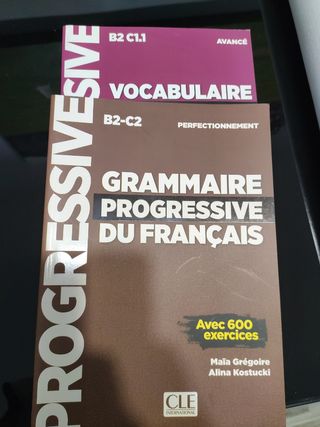 B2 C1.1
AVANCÉ
VOCABULAIRE
SIVE
B2-C2
PERFECTIONNEMENT
PROGRESSIVE
GRAMMAIRE
PROGRESSIVE
DU FRANÇAIS
Avec 600
exercices
Maïa Grégoire
Alina Kostucki
CLE
INTERNATIONAL